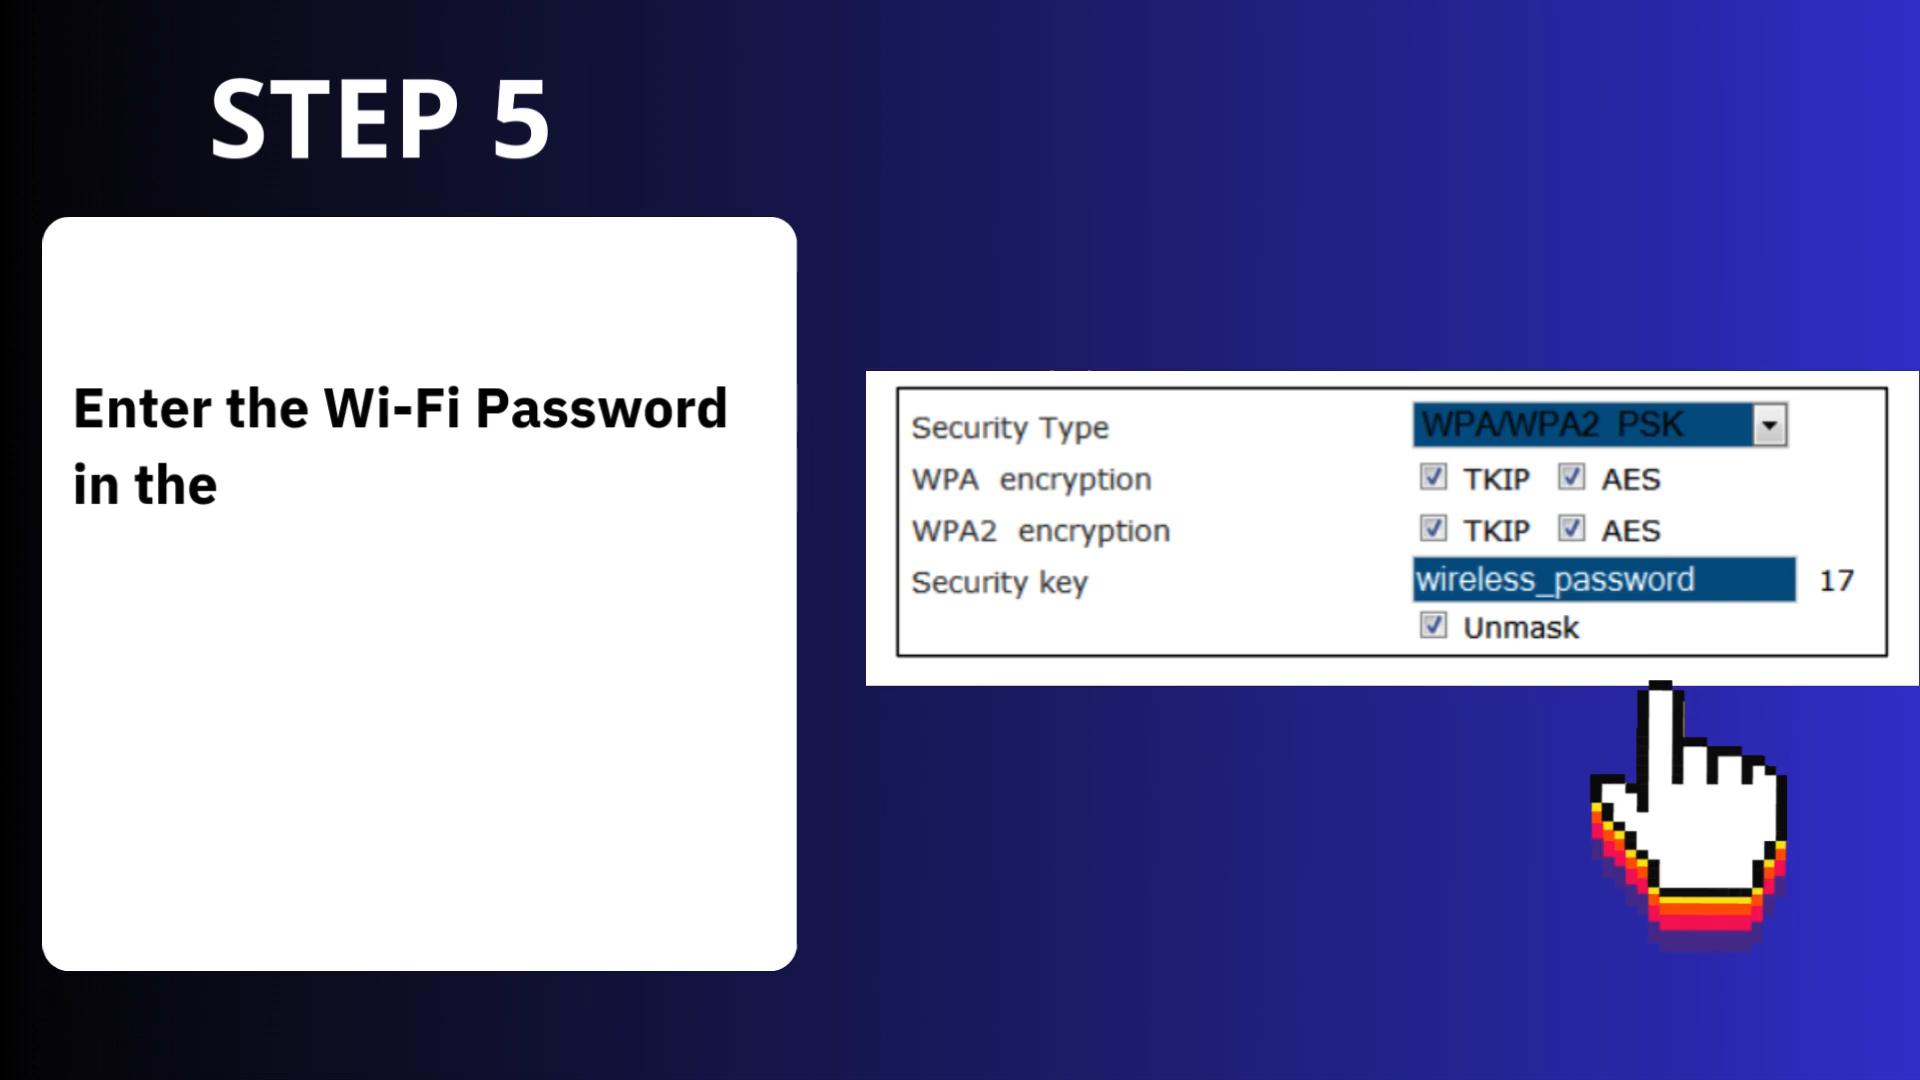 STEP 5
Enter the Wi-Fi Password
in the
Security Type WPA/WPA2 PSK
WPA encryption TKIP AES
WPA2 encryption TKIP AES
Security key wireless_password 17
Unmask